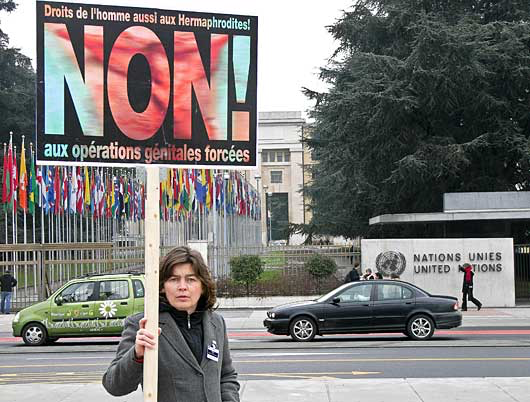 Droits de l'homme aussi aux Hermaphrodites!
NON!
aux opérations génitales forcées
NATIONS UNIES
UNITED NATIONS